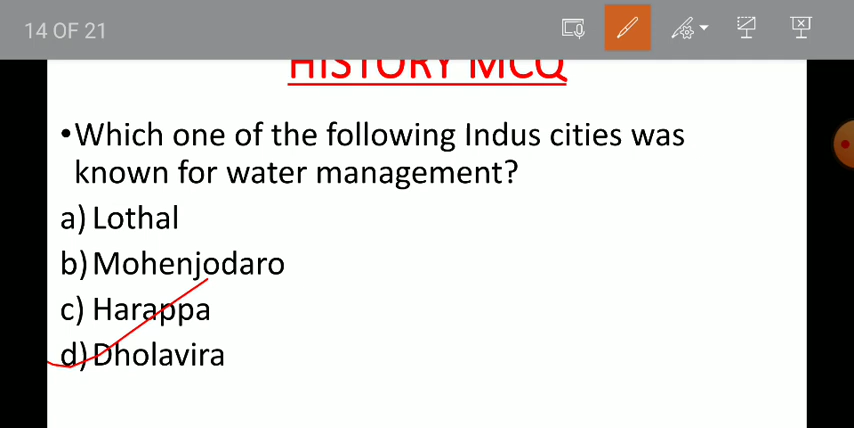 14 OF 21
HISTORY MCQ
•Which one of the following Indus cities was
known for water management?
a) Lothal
b) Mohenjodaro
c) Harappa
d) Dholavira